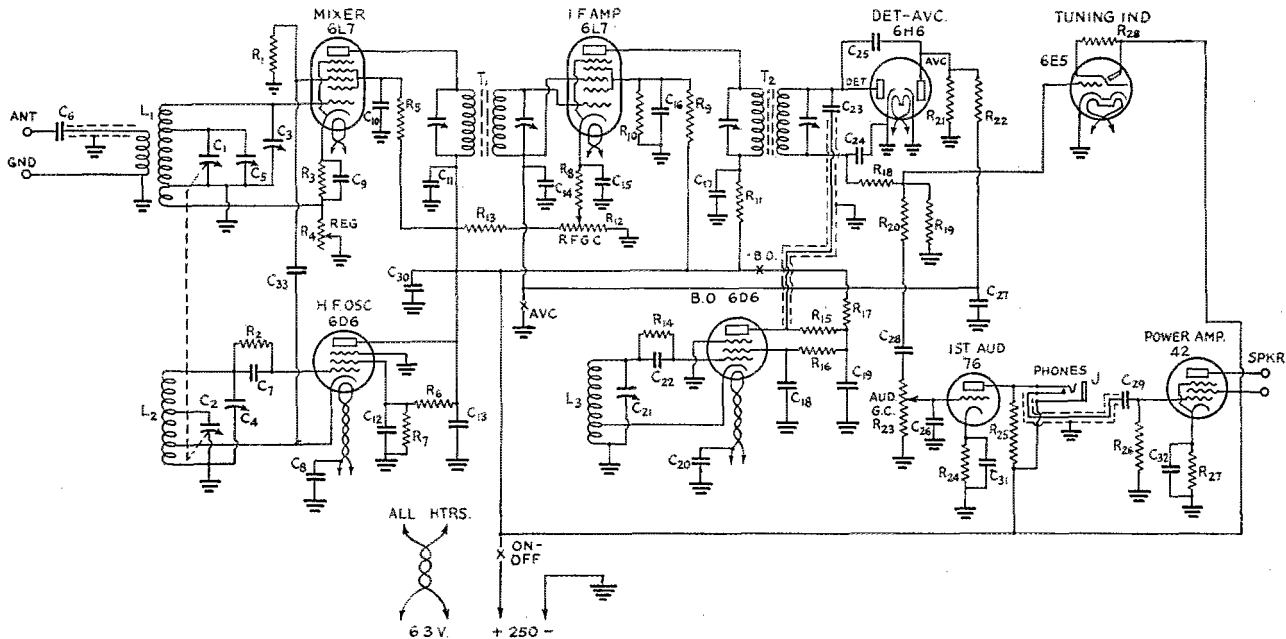 MIXER
6L7
I F AMP
6L7
DET-AVC.
6H6
TUNING IND
6E5
R28
R1
C25
AVC
DET
T1
T2
C6
L1
ANT
GND
C1
C5
C3
C10
R5
C16
R9
R10
C23
C24
R21
R22
R3
C9
C11
R8
C14
C15
C17
R11
R18
R20
R19
R4
REG
R13
R12
RFGC
C33
C30
B.O.
AVC
B.O 6D6
C27
H.F.OSC
6D6
R2
C7
R14
C22
R15
R17
R16
C28
1ST AUD
76
PHONES
J
C29
POWER AMP.
42
SPKR
L2
C2
C4
R6
C12
R7
C13
L3
C21
C18
C19
AUD.
G.C.
R23
C26
R25
R26
C32
R27
C8
C20
R24
C31
ALL HTRS.
ON-
OFF
6 3 V.
+ 250 -